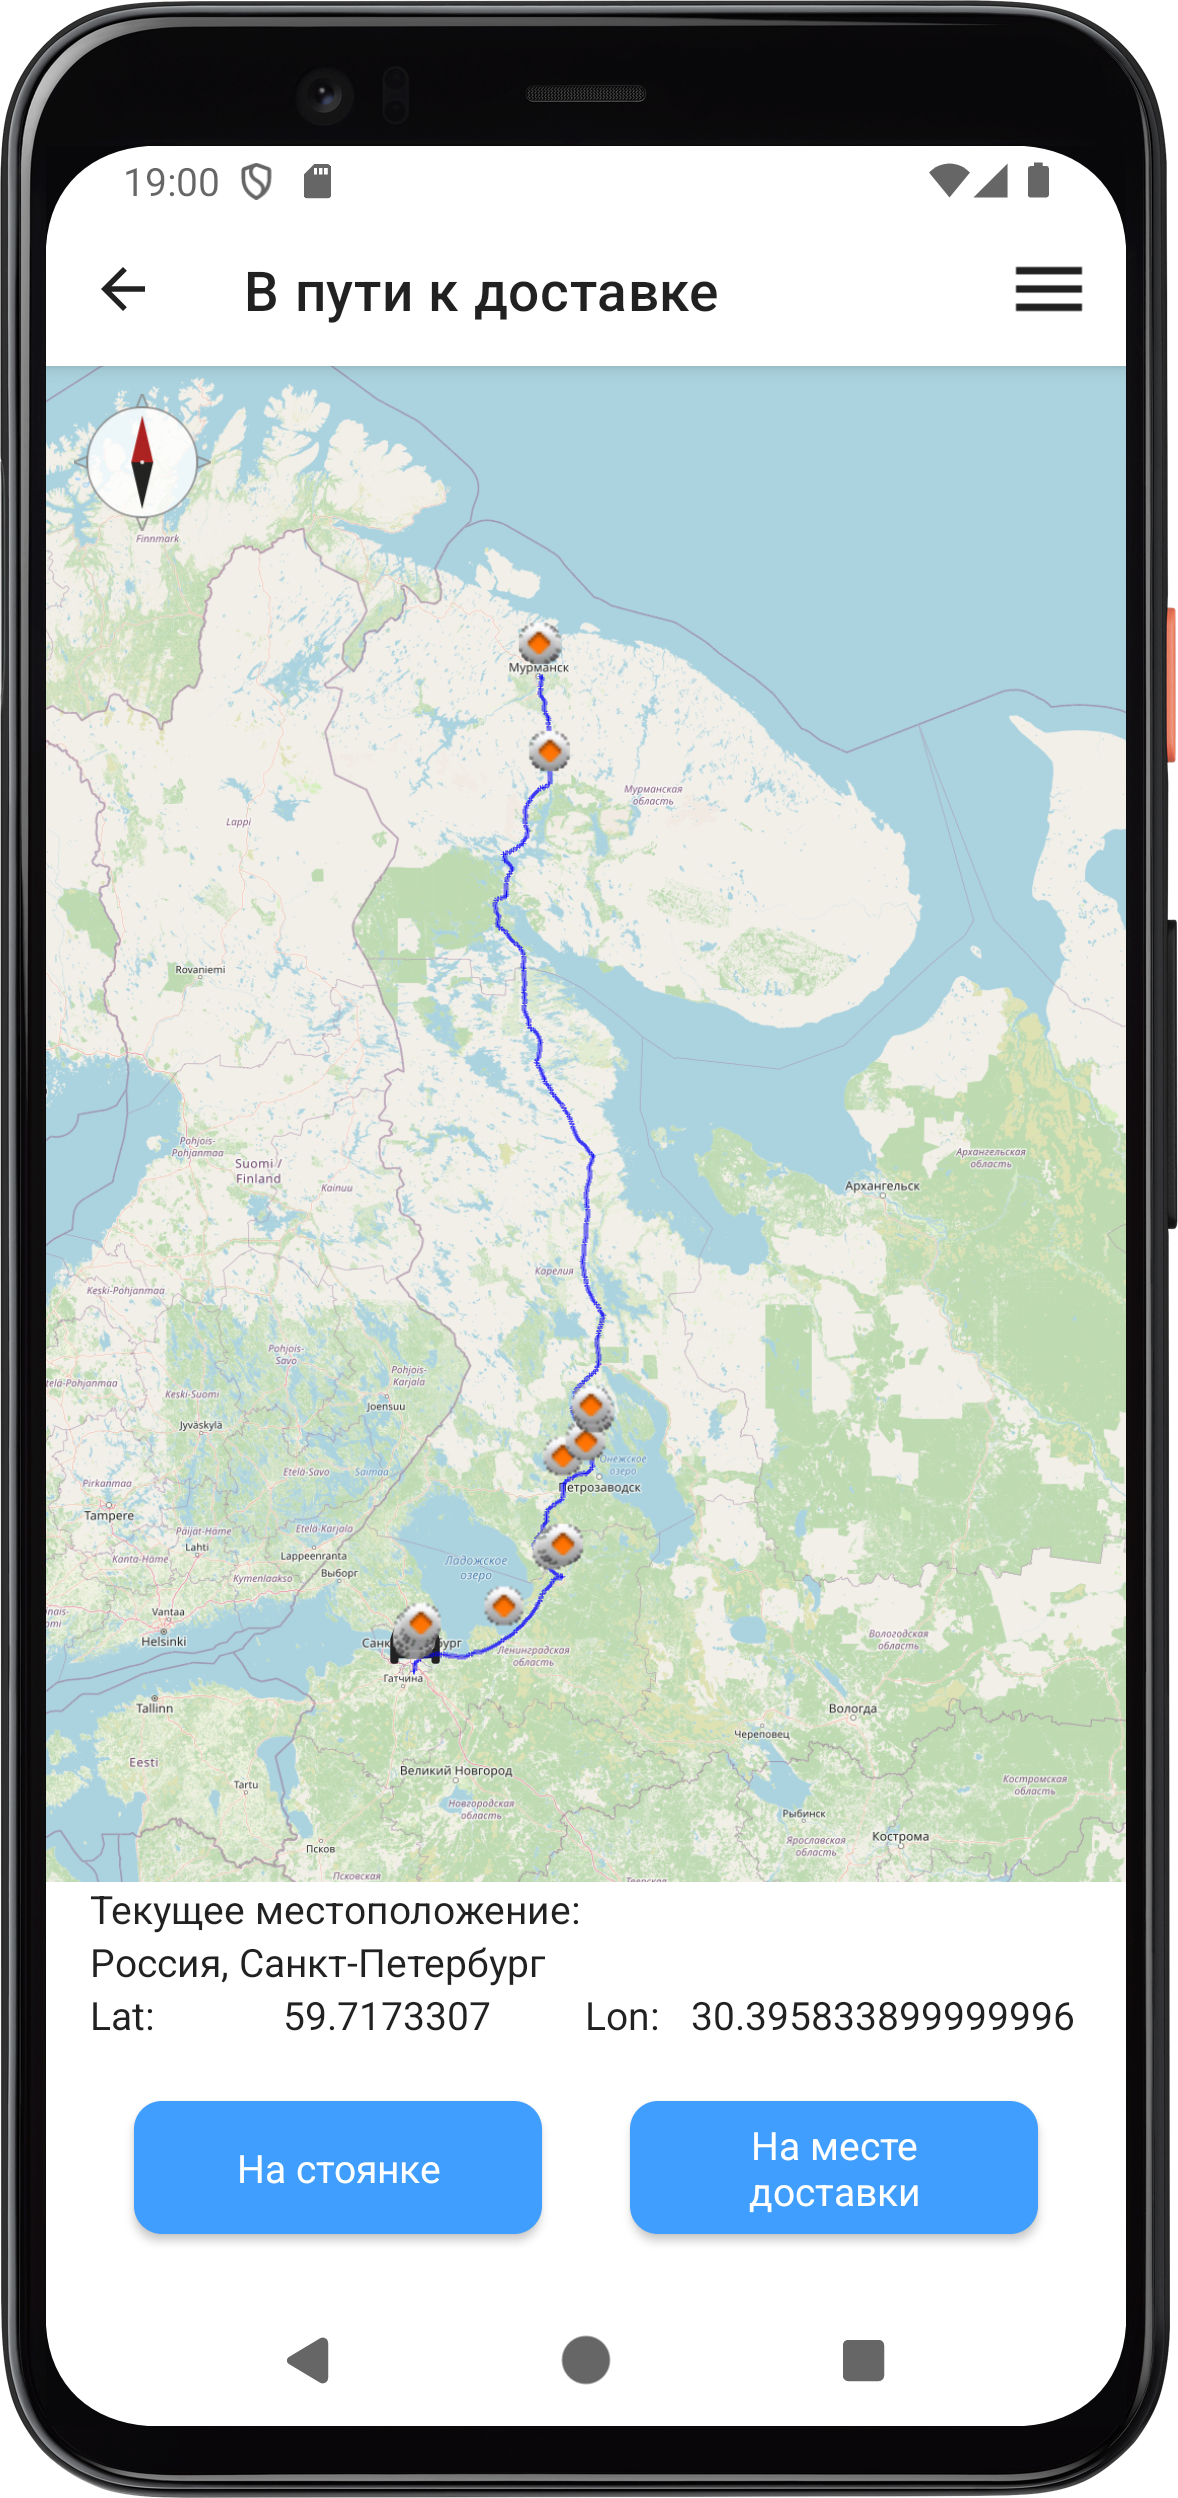 19:00
В пути к доставке
Finnmark
Мурманск
Мурманская
область
Lappi
Rovaniemi
Pohjois-
Pohjanmaa
Suomi /
Finland
Kainuu
Архангельская
область
Архангельск
Карелия
Keski-Pohjanmaa
Pohjois-
Savo
Pohjois-
Karjala
Keski-Suomi
Joensuu
Jyväskylä
Онежское
озеро
Etelä-Savo
Saimaa
Pirkanmaa
Петрозаводск
Tampere
Päijät-Häme
Etelä-Karjala
Lahti
Kanta-Häme
Lappeenranta
Ладожское
озеро
Kymenlaakso
Выборг
Vantaa
Helsinki
Ленинградская
область
Вологодская
область
Гатчина
Tallinn
Вологда
Череповец
Eesti
Великий Новгород
Tartu
Костромская
область
Новгородская
область
Рыбинск
Кострома
Ярославская
область
Псков
Псковская
Текущее местоположение:
Россия, Санкт-Петербург
Lat: 59.7173307 Lon: 30.395833899999996
На стоянке
На месте
доставки